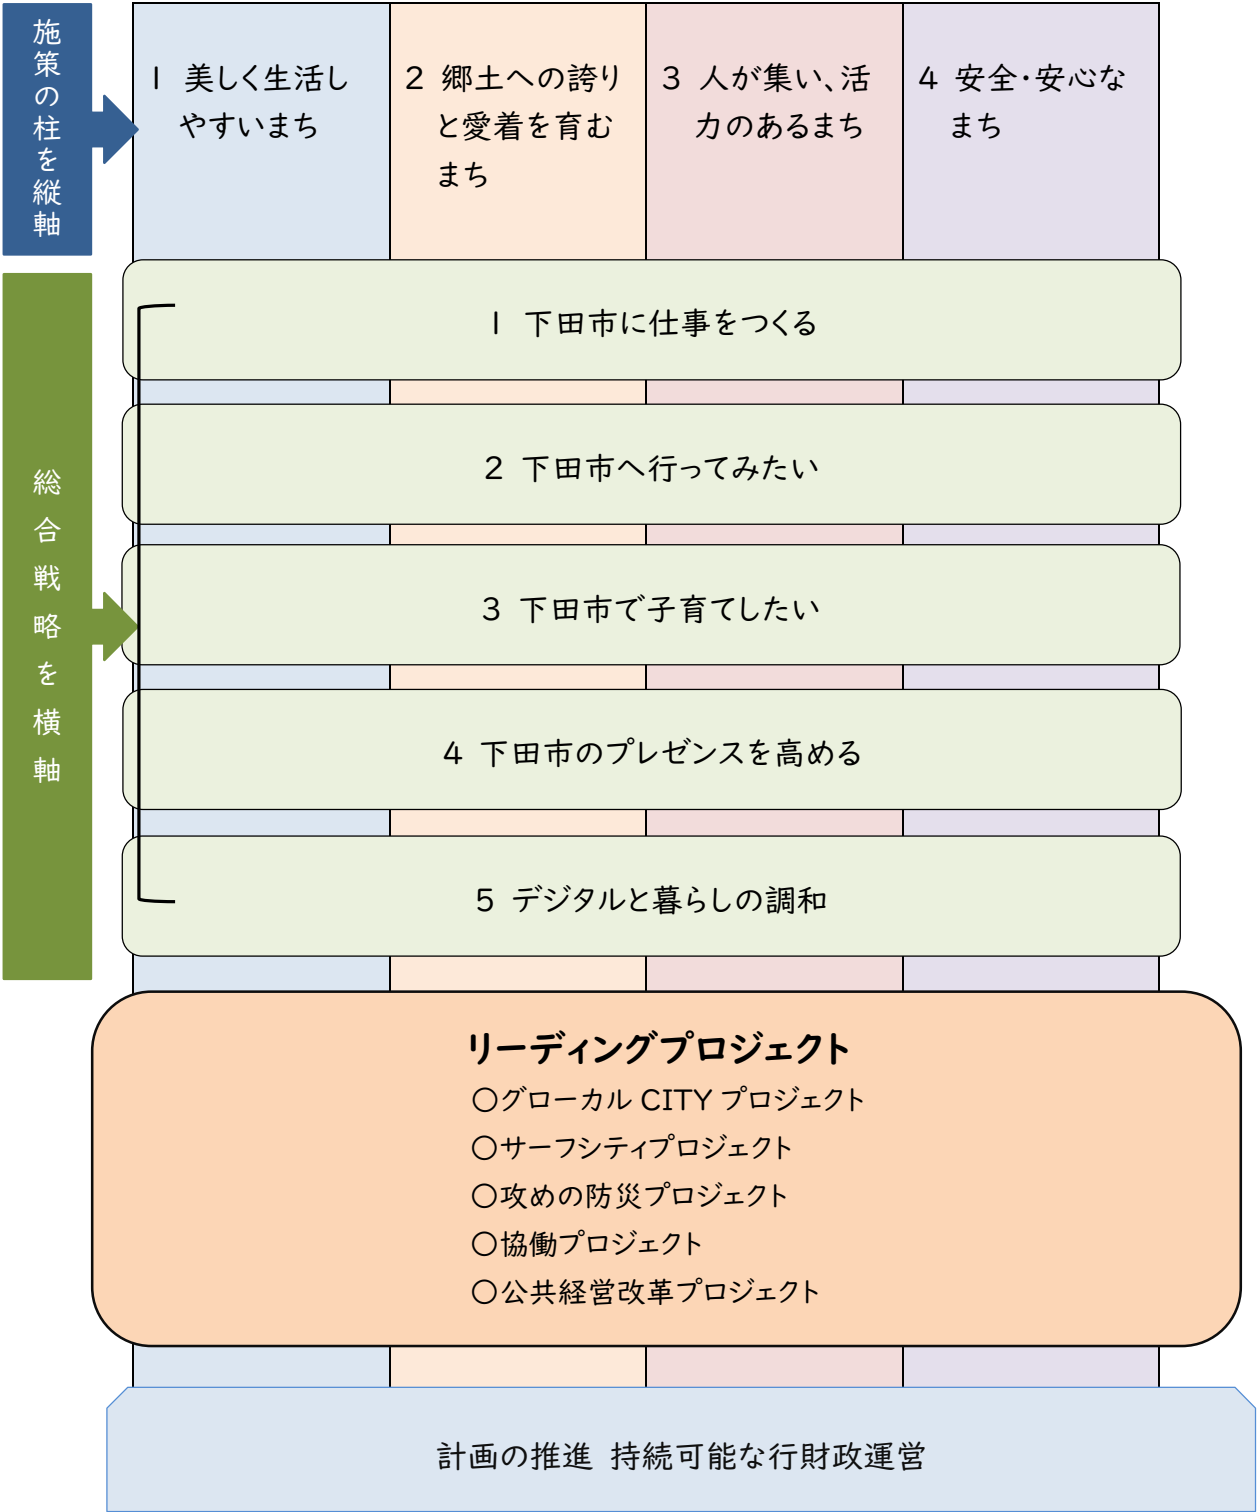 施策の柱を縦軸
1 美しく生活し
やすいまち
2 郷土への誇り
と愛着を育む
まち
3 人が集い、活
力のあるまち
4 安全・安心な
まち
総合戦略を横軸
1 下田市に仕事をつくる
2 下田市へ行ってみたい
3 下田市で子育てしたい
4 下田市のプレゼンスを高める
5 デジタルと暮らしの調和
リーディングプロジェクト
○グローカル CITY プロジェクト
○サーフシティプロジェクト
○攻めの防災プロジェクト
○協働プロジェクト
○公共経営改革プロジェクト
計画の推進 持続可能な行財政運営